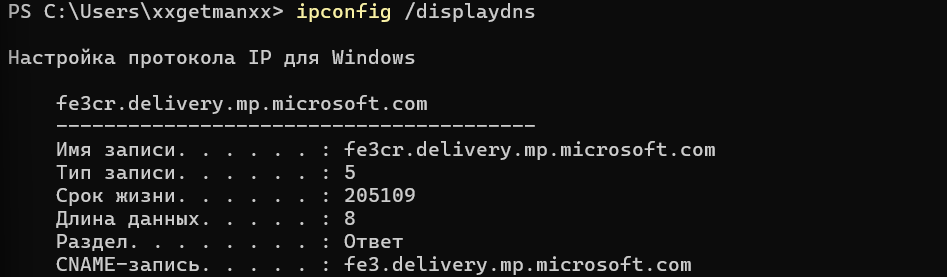 PS C:\Users\xxgetmanxx> ipconfig /displaydns
Настройка протокола IP для Windows
fe3cr.delivery.mp.microsoft.com
----------------------------------------
Имя записи. . . . . . : fe3cr.delivery.mp.microsoft.com
Тип записи. . . . . . : 5
Срок жизни. . . . . . : 205109
Длина данных. . . . . : 8
Раздел. . . . . . . . : Ответ
CNAME-запись. . . . . : fe3.delivery.mp.microsoft.com